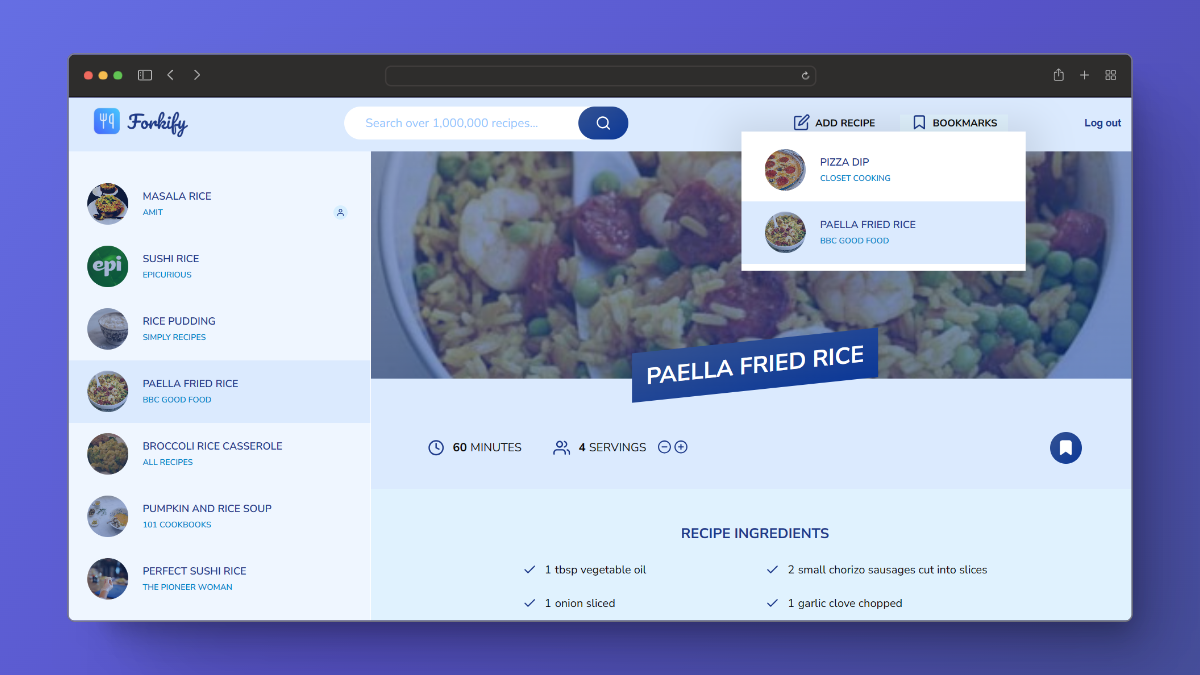 Forkify
Search over 1,000,000 recipes...
ADD RECIPE
BOOKMARKS
Log out
PIZZA DIP
CLOSET COOKING
PAELLA FRIED RICE
BBC GOOD FOOD
MASALA RICE
AMIT
epi
SUSHI RICE
EPICURIOUS
RICE PUDDING
SIMPLY RECIPES
PAELLA FRIED RICE
BBC GOOD FOOD
BROCCOLI RICE CASSEROLE
ALL RECIPES
PUMPKIN AND RICE SOUP
101 COOKBOOKS
PERFECT SUSHI RICE
THE PIONEER WOMAN
PAELLA FRIED RICE
60 MINUTES
4 SERVINGS
RECIPE INGREDIENTS
1 tbsp vegetable oil
2 small chorizo sausages cut into slices
1 onion sliced
1 garlic clove chopped